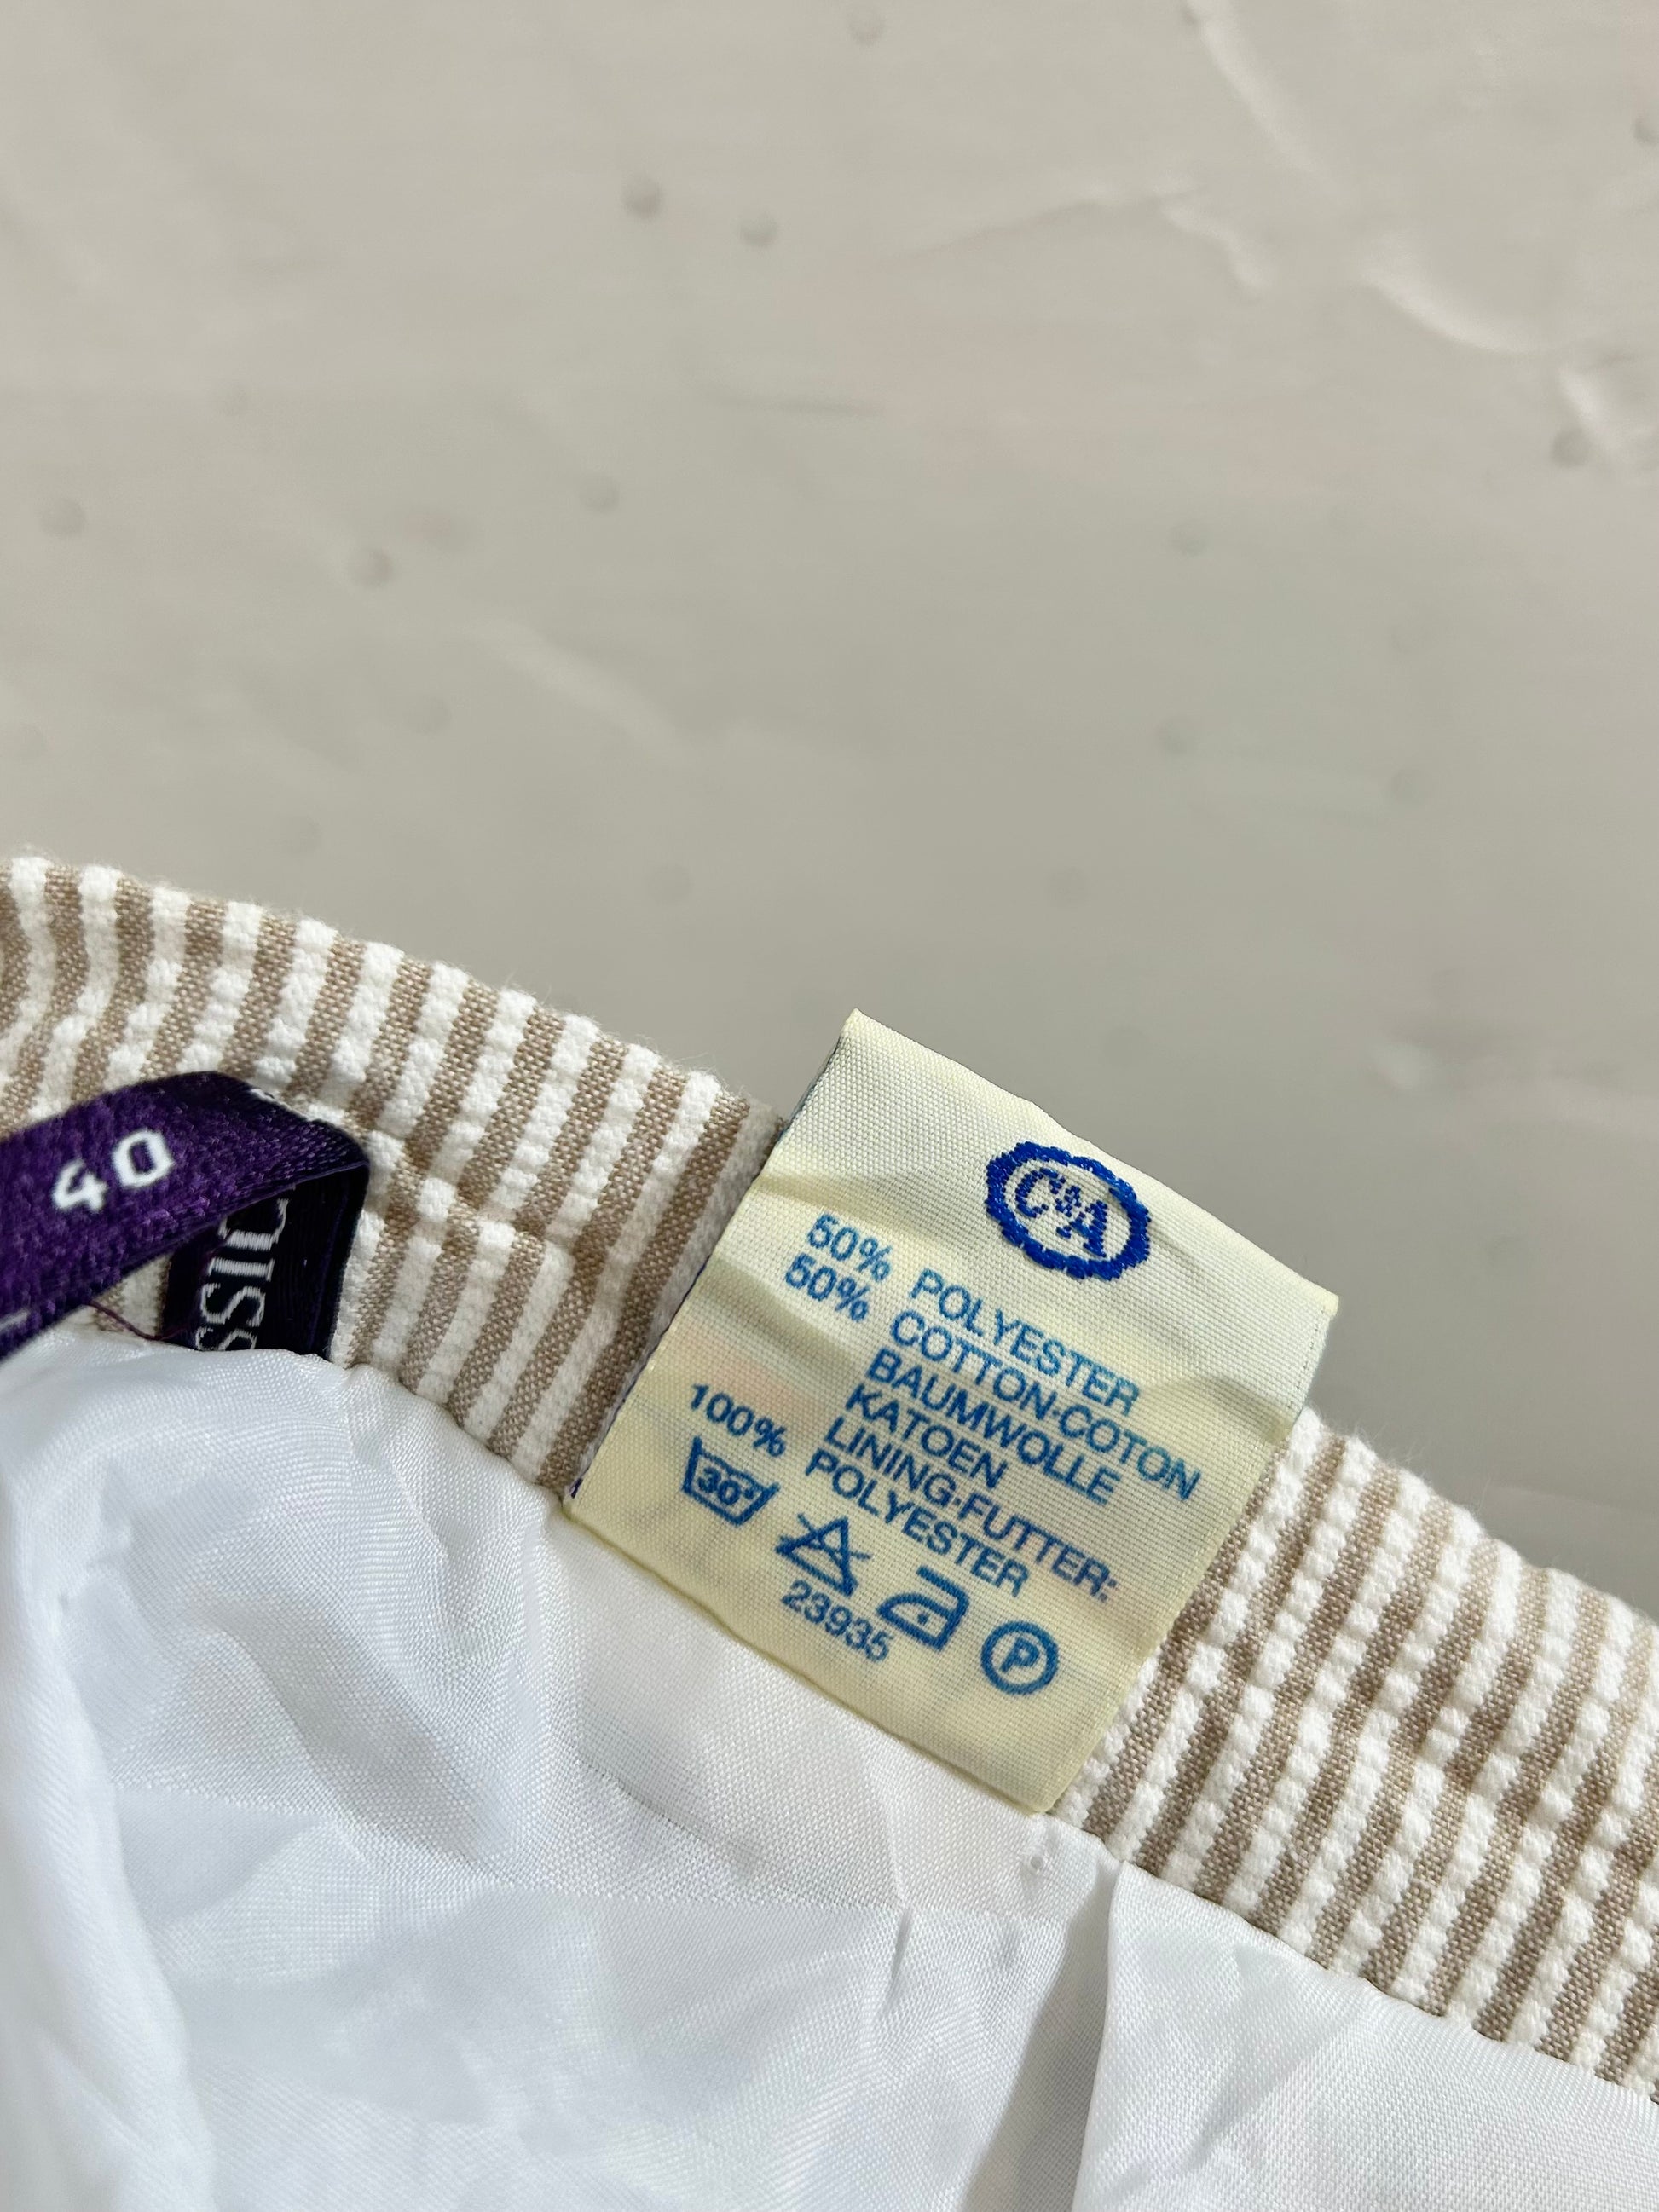 40
C&A
50% POLYESTER
50% COTTON·COTON
BAUMWOLLE
KATOEN
LINING·FUTTER:
100% POLYESTER
30°
P
23935